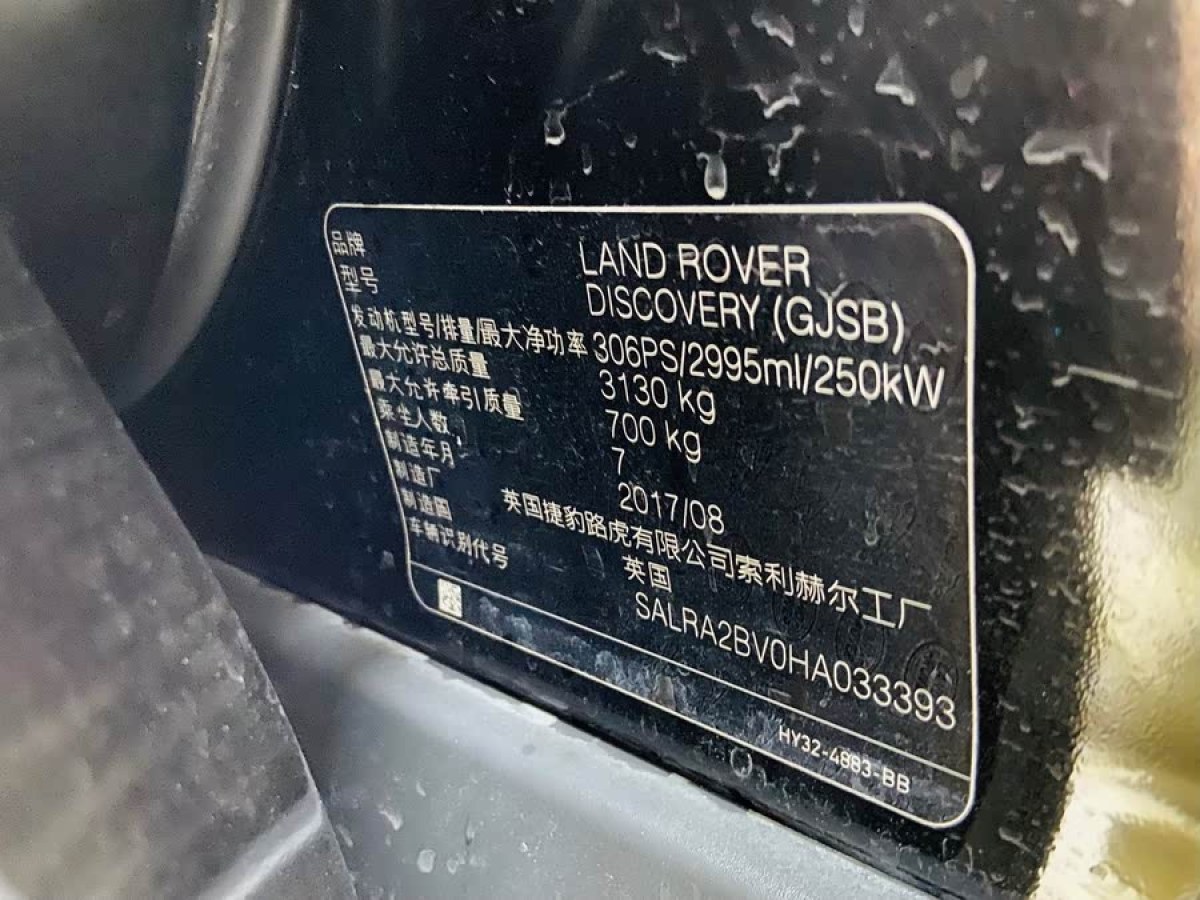 品牌 LAND ROVER
型号 DISCOVERY (GJSB)
发动机型号/排量/最大净功率 306PS/2995ml/250kW
最大允许总质量 3130 kg
最大允许牵引质量 700 kg
乘坐人数 7
制造年月 2017/08
制造厂 英国捷豹路虎有限公司索利赫尔工厂
制造国 英国
车辆识别代号 SALRA2BV0HA033393
HY32-4883-BB